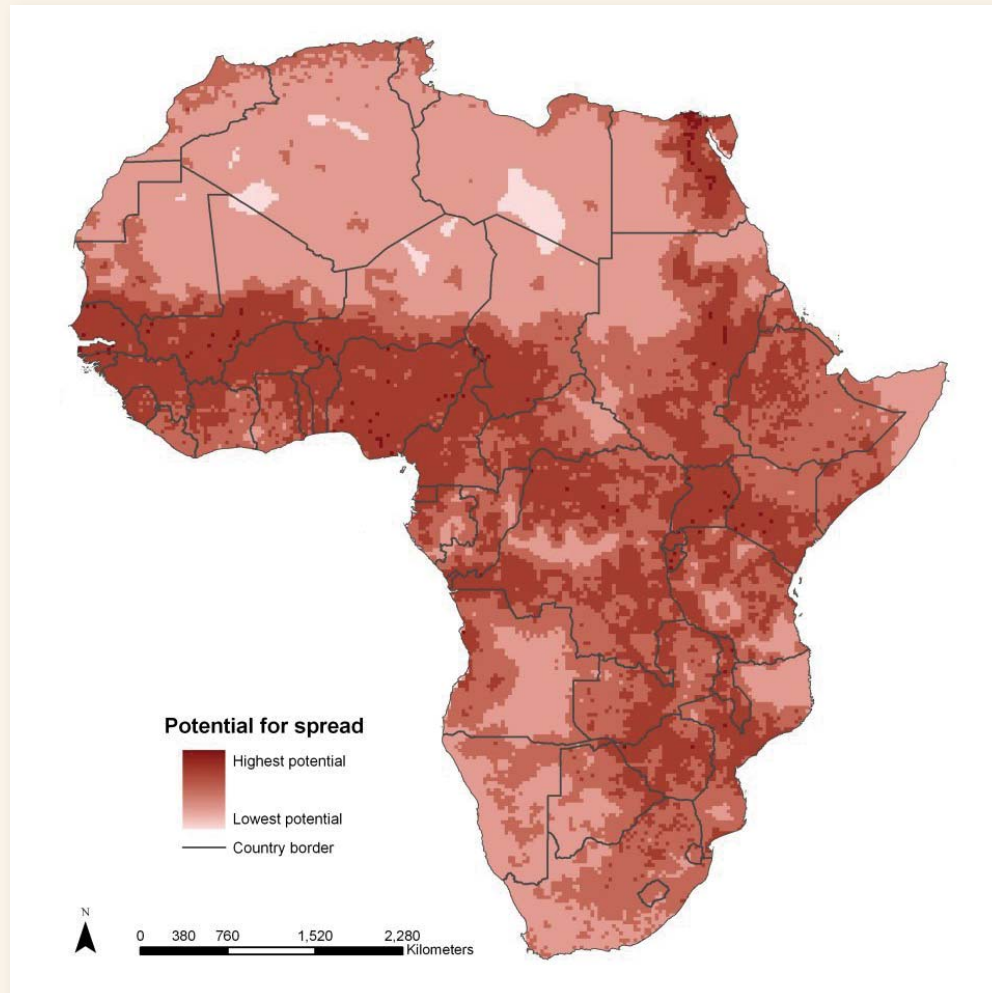 Potential for spread
Highest potential
Lowest potential
Country border
N
0 380 760 1,520 2,280
Kilometers